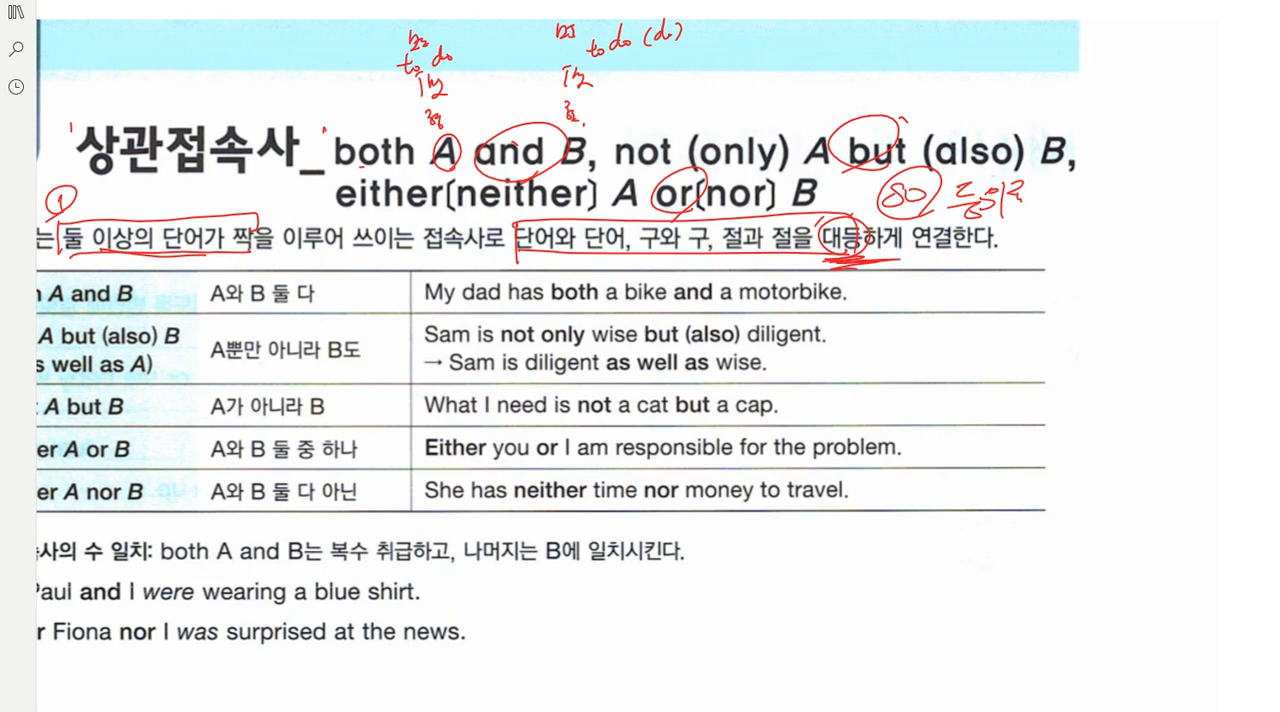 to do to do (do)
상관접속사_both A and B, not (only) A but (also) B,
either(neither) A or(nor) B
는 둘 이상의 단어가 짝을 이루어 쓰이는 접속사로 단어와 단어, 구와 구, 절과 절을 대등하게 연결한다.
A and B A와 B 둘 다 My dad has both a bike and a motorbike.
A but (also) B A뿐만 아니라 B도 Sam is not only wise but (also) diligent.
well as A) → Sam is diligent as well as wise.
A but B A가 아니라 B What I need is not a cat but a cap.
er A or B A와 B 둘 중 하나 Either you or I am responsible for the problem.
er A nor B A와 B 둘 다 아닌 She has neither time nor money to travel.
사의 수 일치: both A and B는 복수 취급하고, 나머지는 B에 일치시킨다.
Paul and I were wearing a blue shirt.
r Fiona nor I was surprised at the news.